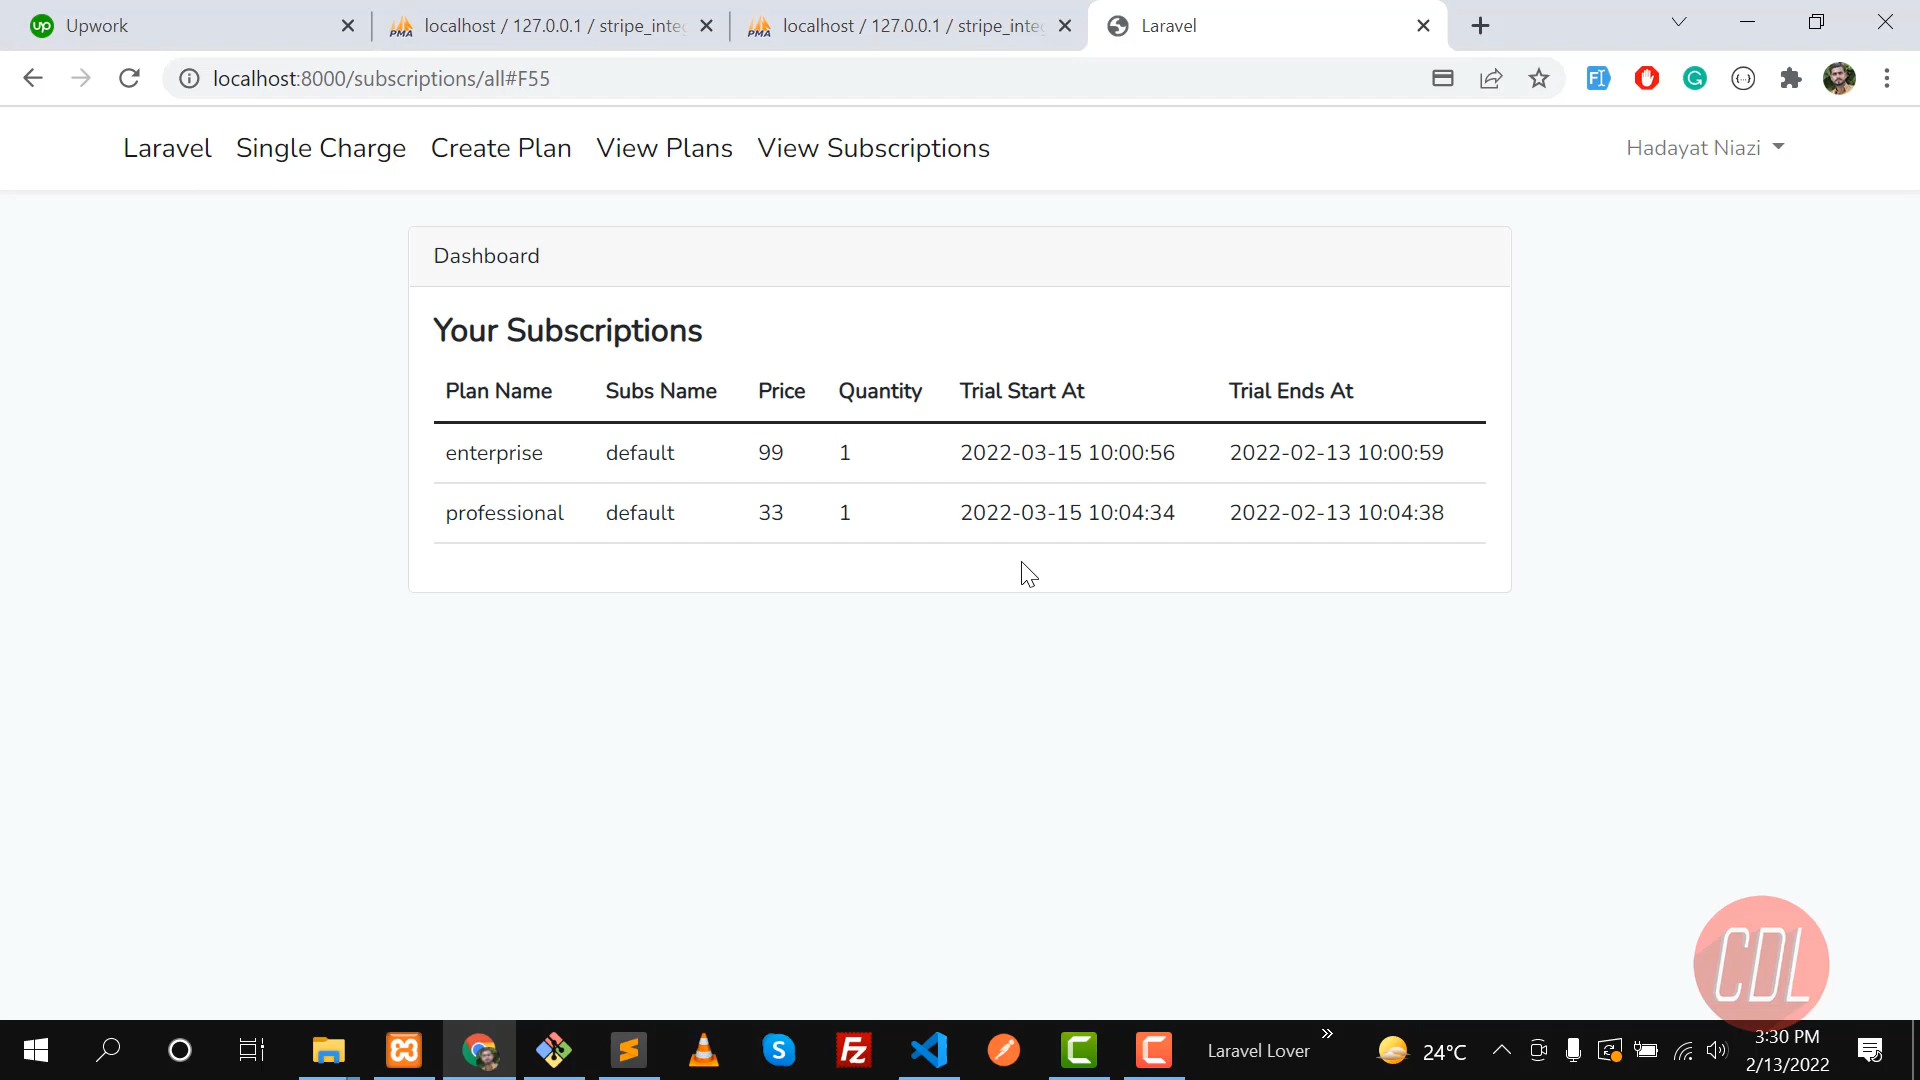 Upwork
localhost / 127.0.0.1 / stripe_integ
localhost / 127.0.0.1 / stripe_integ
Laravel
localhost:8000/subscriptions/all#F55
Laravel Single Charge Create Plan View Plans View Subscriptions Hadayat Niazi
Dashboard
Your Subscriptions
Plan Name Subs Name Price Quantity Trial Start At Trial Ends At
enterprise default 99 1 2022-03-15 10:00:56 2022-02-13 10:00:59
professional default 33 1 2022-03-15 10:04:34 2022-02-13 10:04:38
CDL
Laravel Lover
24°C
3:30 PM
2/13/2022